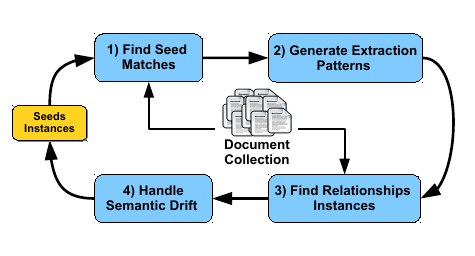 1) Find Seed
Matches
2) Generate Extraction
Patterns
Seeds
Instances
Document
Collection
4) Handle
Semantic Drift
3) Find Relationships
Instances